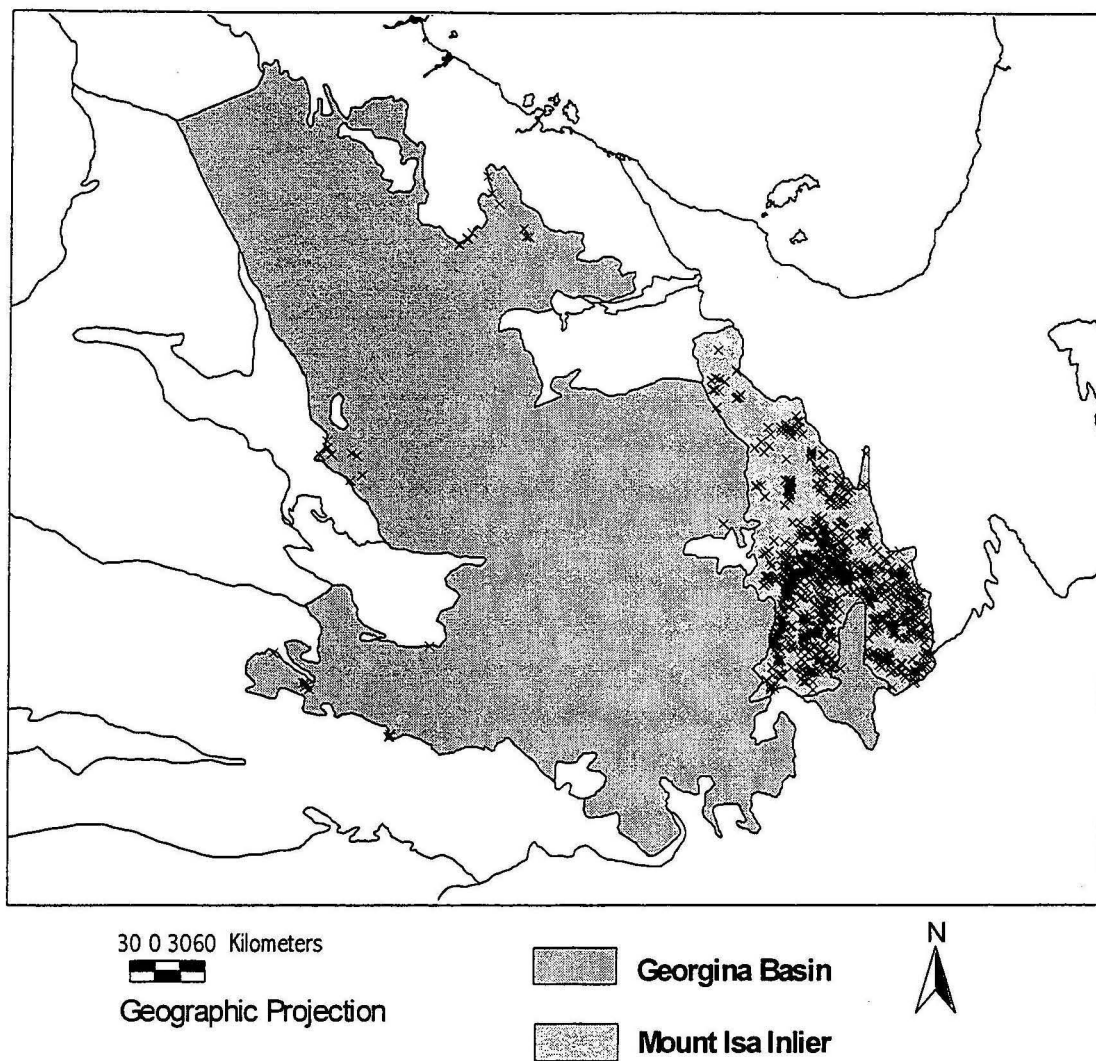 30 0 3060 Kilometers
Geographic Projection
Georgina Basin
Mount Isa Inlier
N